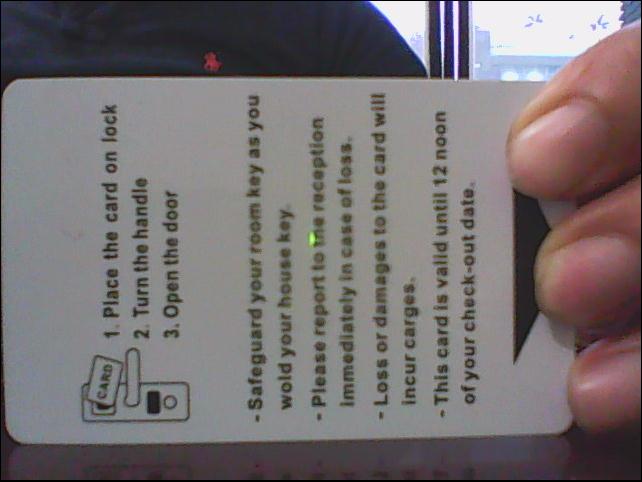 1. Place the card on lock
2. Turn the handle
3. Open the door
CARD
- Safeguard your room key as you
wold your house key.
- Please report to the reception
immediately in case of loss.
- Loss or damages to the card will
incur carges.
- This card is valid until 12 noon
of your check-out date.